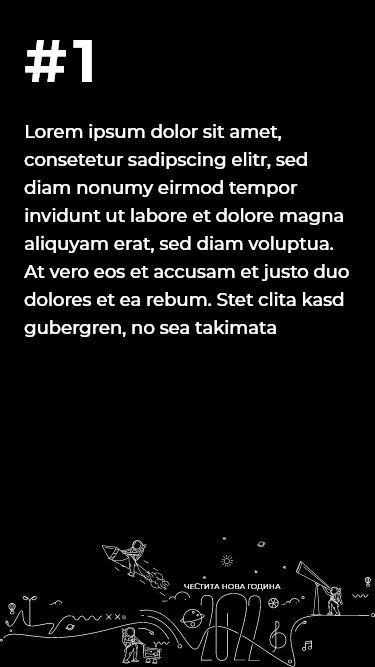 #1
Lorem ipsum dolor sit amet,
consetetur sadipscing elitr, sed
diam nonumy eirmod tempor
invidunt ut labore et dolore magna
aliquyam erat, sed diam voluptua.
At vero eos et accusam et justo duo
dolores et ea rebum. Stet clita kasd
gubergren, no sea takimata
ЧЕСТИТА НОВА ГОДИНА
2022